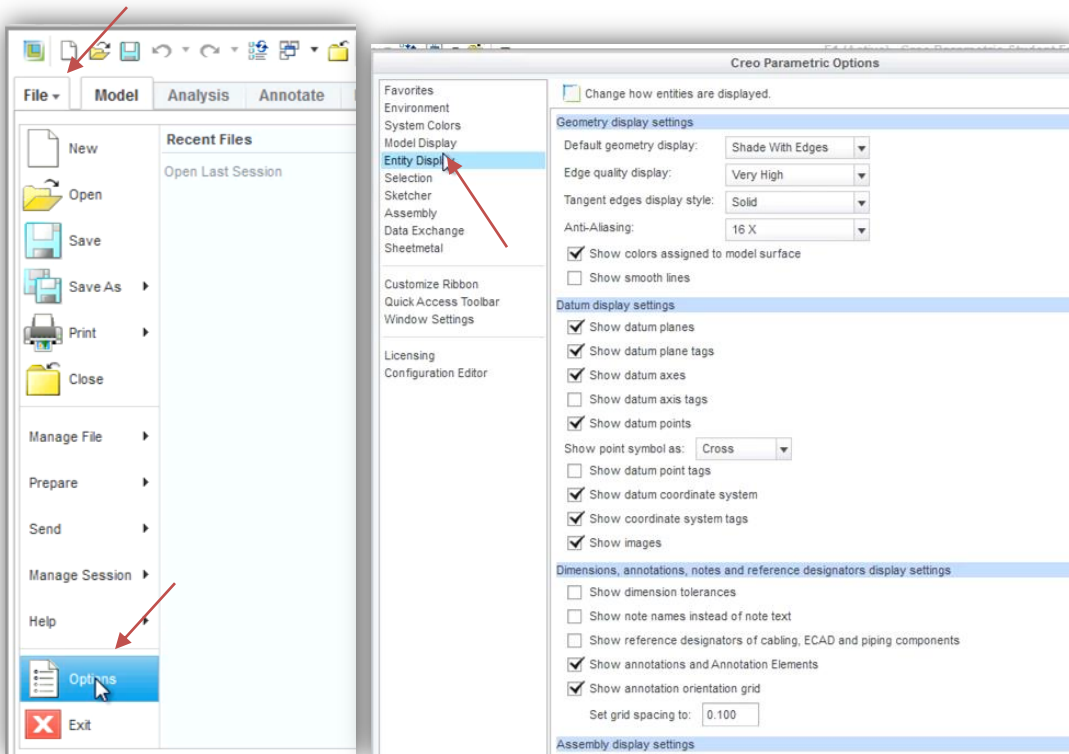 File
Model
Analysis
Annotate
New
Open
Save
Save As
Print
Close
Manage File
Prepare
Send
Manage Session
Help
Options
Exit
Recent Files
Open Last Session
Creo Parametric Options
Favorites
Environment
System Colors
Model Display
Entity Display
Selection
Sketcher
Assembly
Data Exchange
Sheetmetal
Customize Ribbon
Quick Access Toolbar
Window Settings
Licensing
Configuration Editor
Change how entities are displayed.
Geometry display settings
Default geometry display: Shade With Edges
Edge quality display: Very High
Tangent edges display style: Solid
Anti-Aliasing: 16 X
Show colors assigned to model surface
Show smooth lines
Datum display settings
Show datum planes
Show datum plane tags
Show datum axes
Show datum axis tags
Show datum points
Show point symbol as: Cross
Show datum point tags
Show datum coordinate system
Show coordinate system tags
Show images
Dimensions, annotations, notes and reference designators display settings
Show dimension tolerances
Show note names instead of note text
Show reference designators of cabling, ECAD and piping components
Show annotations and Annotation Elements
Show annotation orientation grid
Set grid spacing to: 0.100
Assembly display settings